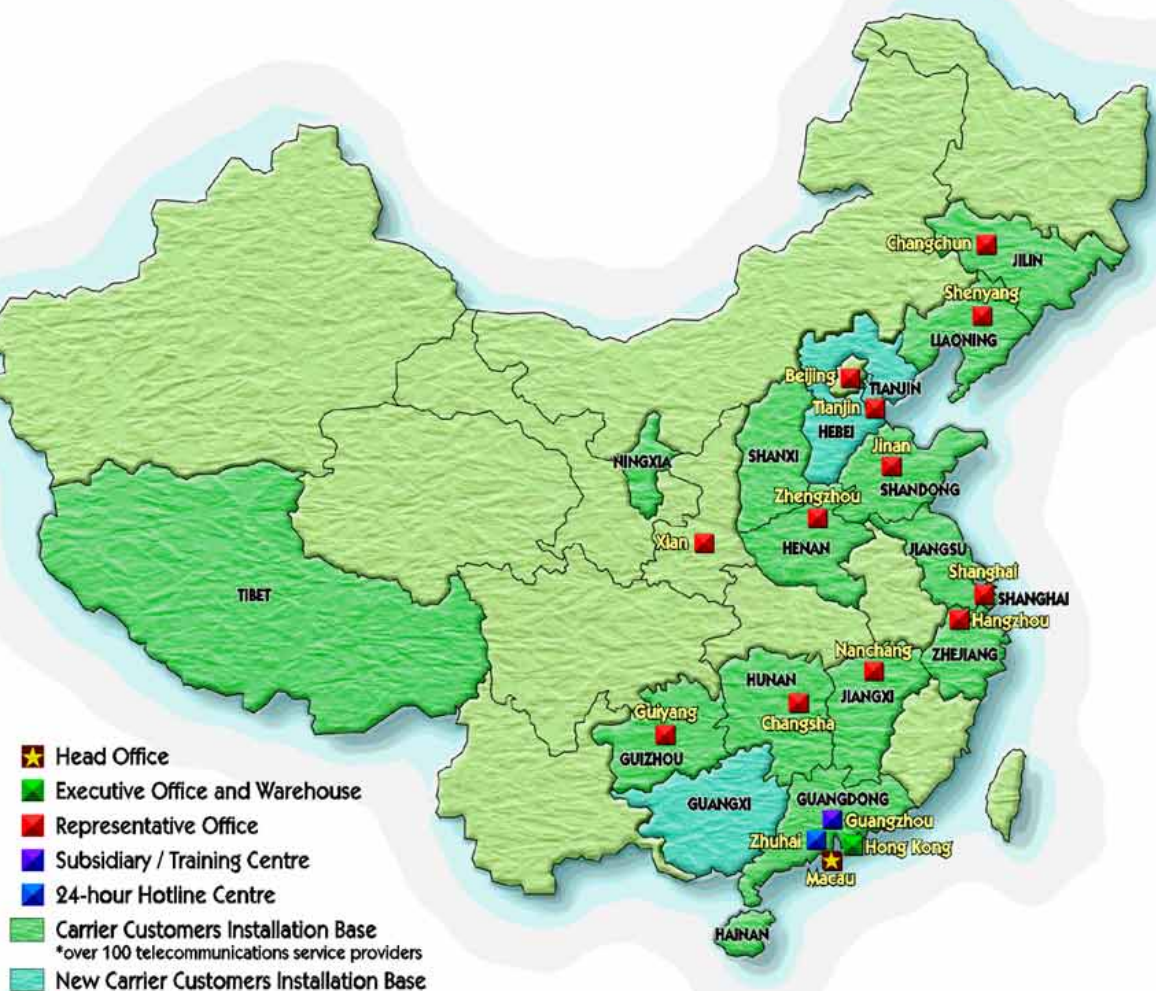 Changchun
JILIN
Shenyang
LIAONING
Beijing
TIANJIN
Tianjin
HEBEI
Jinan
SHANXI
NINGXIA
SHANDONG
Zhengzhou
Xian
HENAN
JIANGSU
Shanghai
SHANGHAI
TIBET
Hangzhou
Nanchang
ZHEJIANG
HUNAN
JIANGXI
Guiyang
Changsha
GUIZHOU
GUANGXI
GUANGDONG
Guangzhou
Zhuhai
Hong Kong
Macau
HAINAN
Head Office
Executive Office and Warehouse
Representative Office
Subsidiary / Training Centre
24-hour Hotline Centre
Carrier Customers Installation Base
*over 100 telecommunications service providers
New Carrier Customers Installation Base